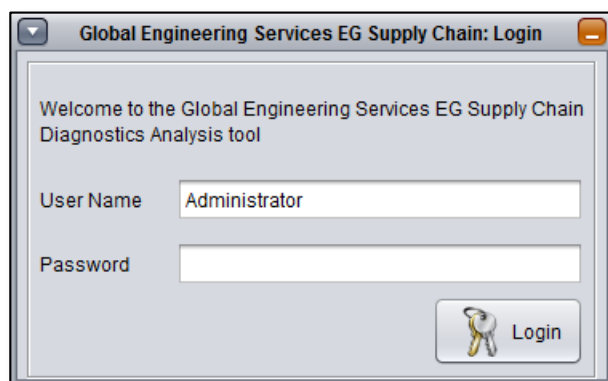 Global Engineering Services EG Supply Chain: Login
Welcome to the Global Engineering Services EG Supply Chain
Diagnostics Analysis tool
User Name Administrator
Password
Login